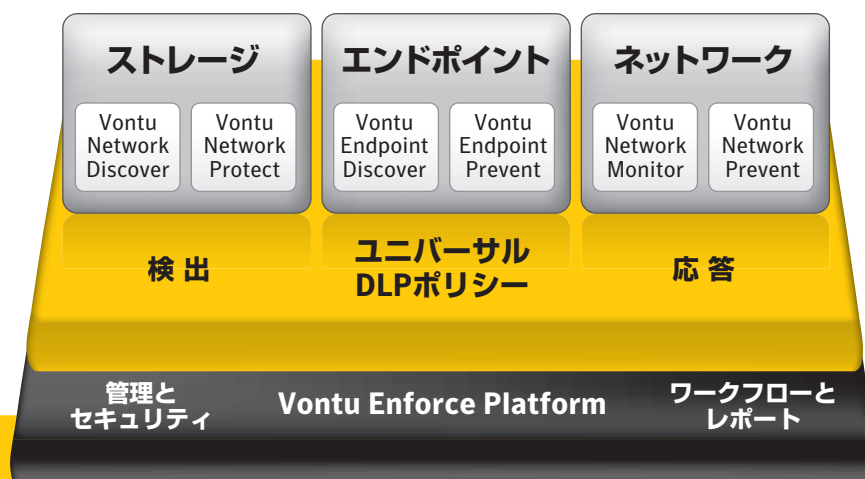 ストレージ
Vontu
Network
Discover
Vontu
Network
Protect
エンドポイント
Vontu
Endpoint
Discover
Vontu
Endpoint
Prevent
ネットワーク
Vontu
Network
Monitor
Vontu
Network
Prevent
検 出
ユニバーサル
DLPポリシー
応 答
管理と
セキュリティ
Vontu Enforce Platform
ワークフローと
レポート